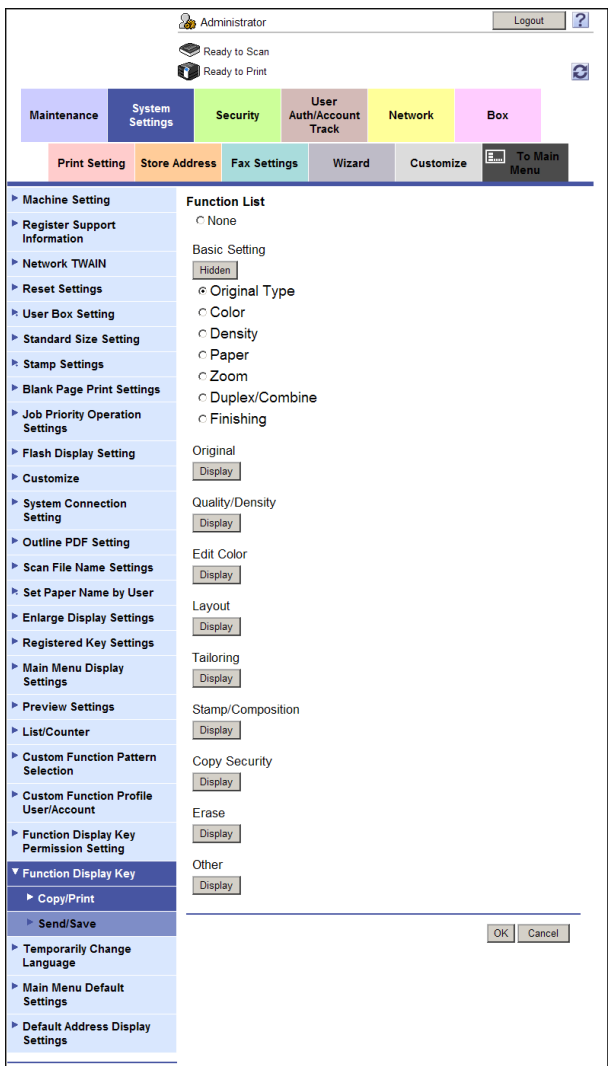 Administrator
Logout
?
Ready to Scan
Ready to Print
Maintenance
System
Settings
Security
User
Auth/Account
Track
Network
Box
Print Setting
Store Address
Fax Settings
Wizard
Customize
To Main
Menu
Machine Setting
Register Support
Information
Network TWAIN
Reset Settings
User Box Setting
Standard Size Setting
Stamp Settings
Blank Page Print Settings
Job Priority Operation
Settings
Flash Display Setting
Customize
System Connection
Setting
Outline PDF Setting
Scan File Name Settings
Set Paper Name by User
Enlarge Display Settings
Registered Key Settings
Main Menu Display
Settings
Preview Settings
List/Counter
Custom Function Pattern
Selection
Custom Function Profile
User/Account
Function Display Key
Permission Setting
Function Display Key
Copy/Print
Send/Save
Temporarily Change
Language
Main Menu Default
Settings
Default Address Display
Settings
Function List
None
Basic Setting
Hidden
Original Type
Color
Density
Paper
Zoom
Duplex/Combine
Finishing
Original
Display
Quality/Density
Display
Edit Color
Display
Layout
Display
Tailoring
Display
Stamp/Composition
Display
Copy Security
Display
Erase
Display
Other
Display
OK
Cancel